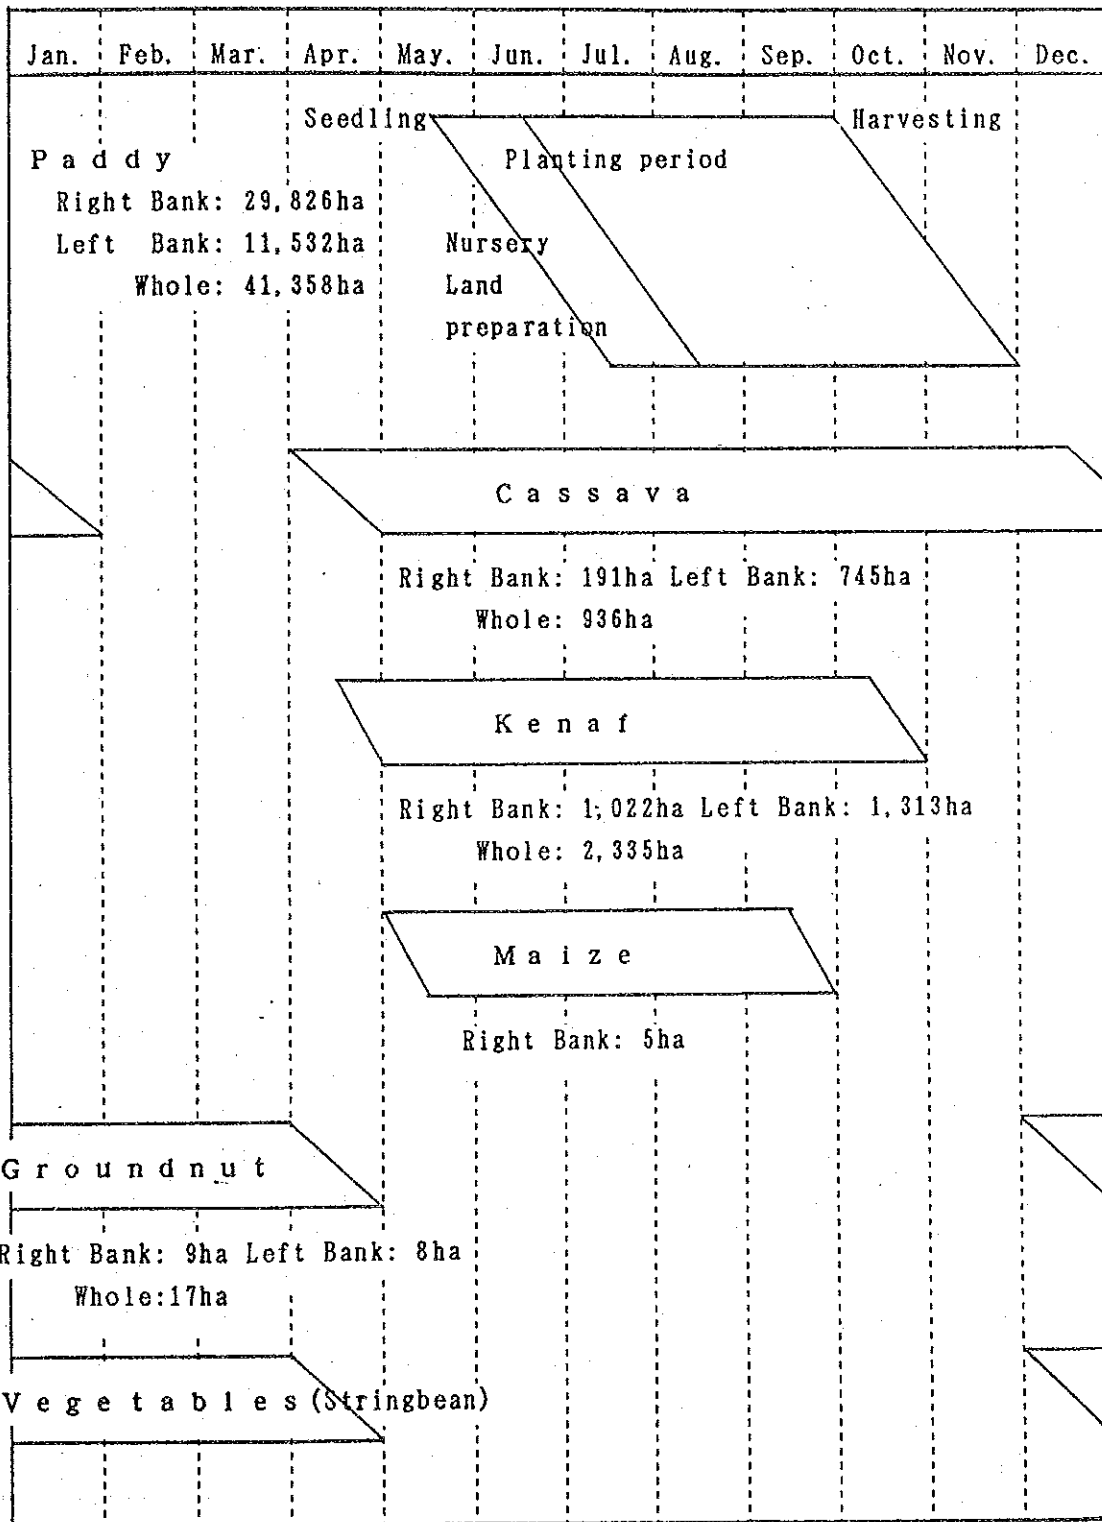 Jan. Feb. Mar. Apr. May. Jun. Jul. Aug. Sep. Oct. Nov. Dec.
Seedling Harvesting
Paddy Planting period
Right Bank: 29,826ha
Left Bank: 11,532ha Nursery
Whole: 41,358ha Land
preparation
Cassava
Right Bank: 191ha Left Bank: 745ha
Whole: 936ha
Kenaf
Right Bank: 1,022ha Left Bank: 1,313ha
Whole: 2,335ha
Maize
Right Bank: 5ha
Groundnut
Right Bank: 9ha Left Bank: 8ha
Whole:17ha
Vegetables(Stringbean)